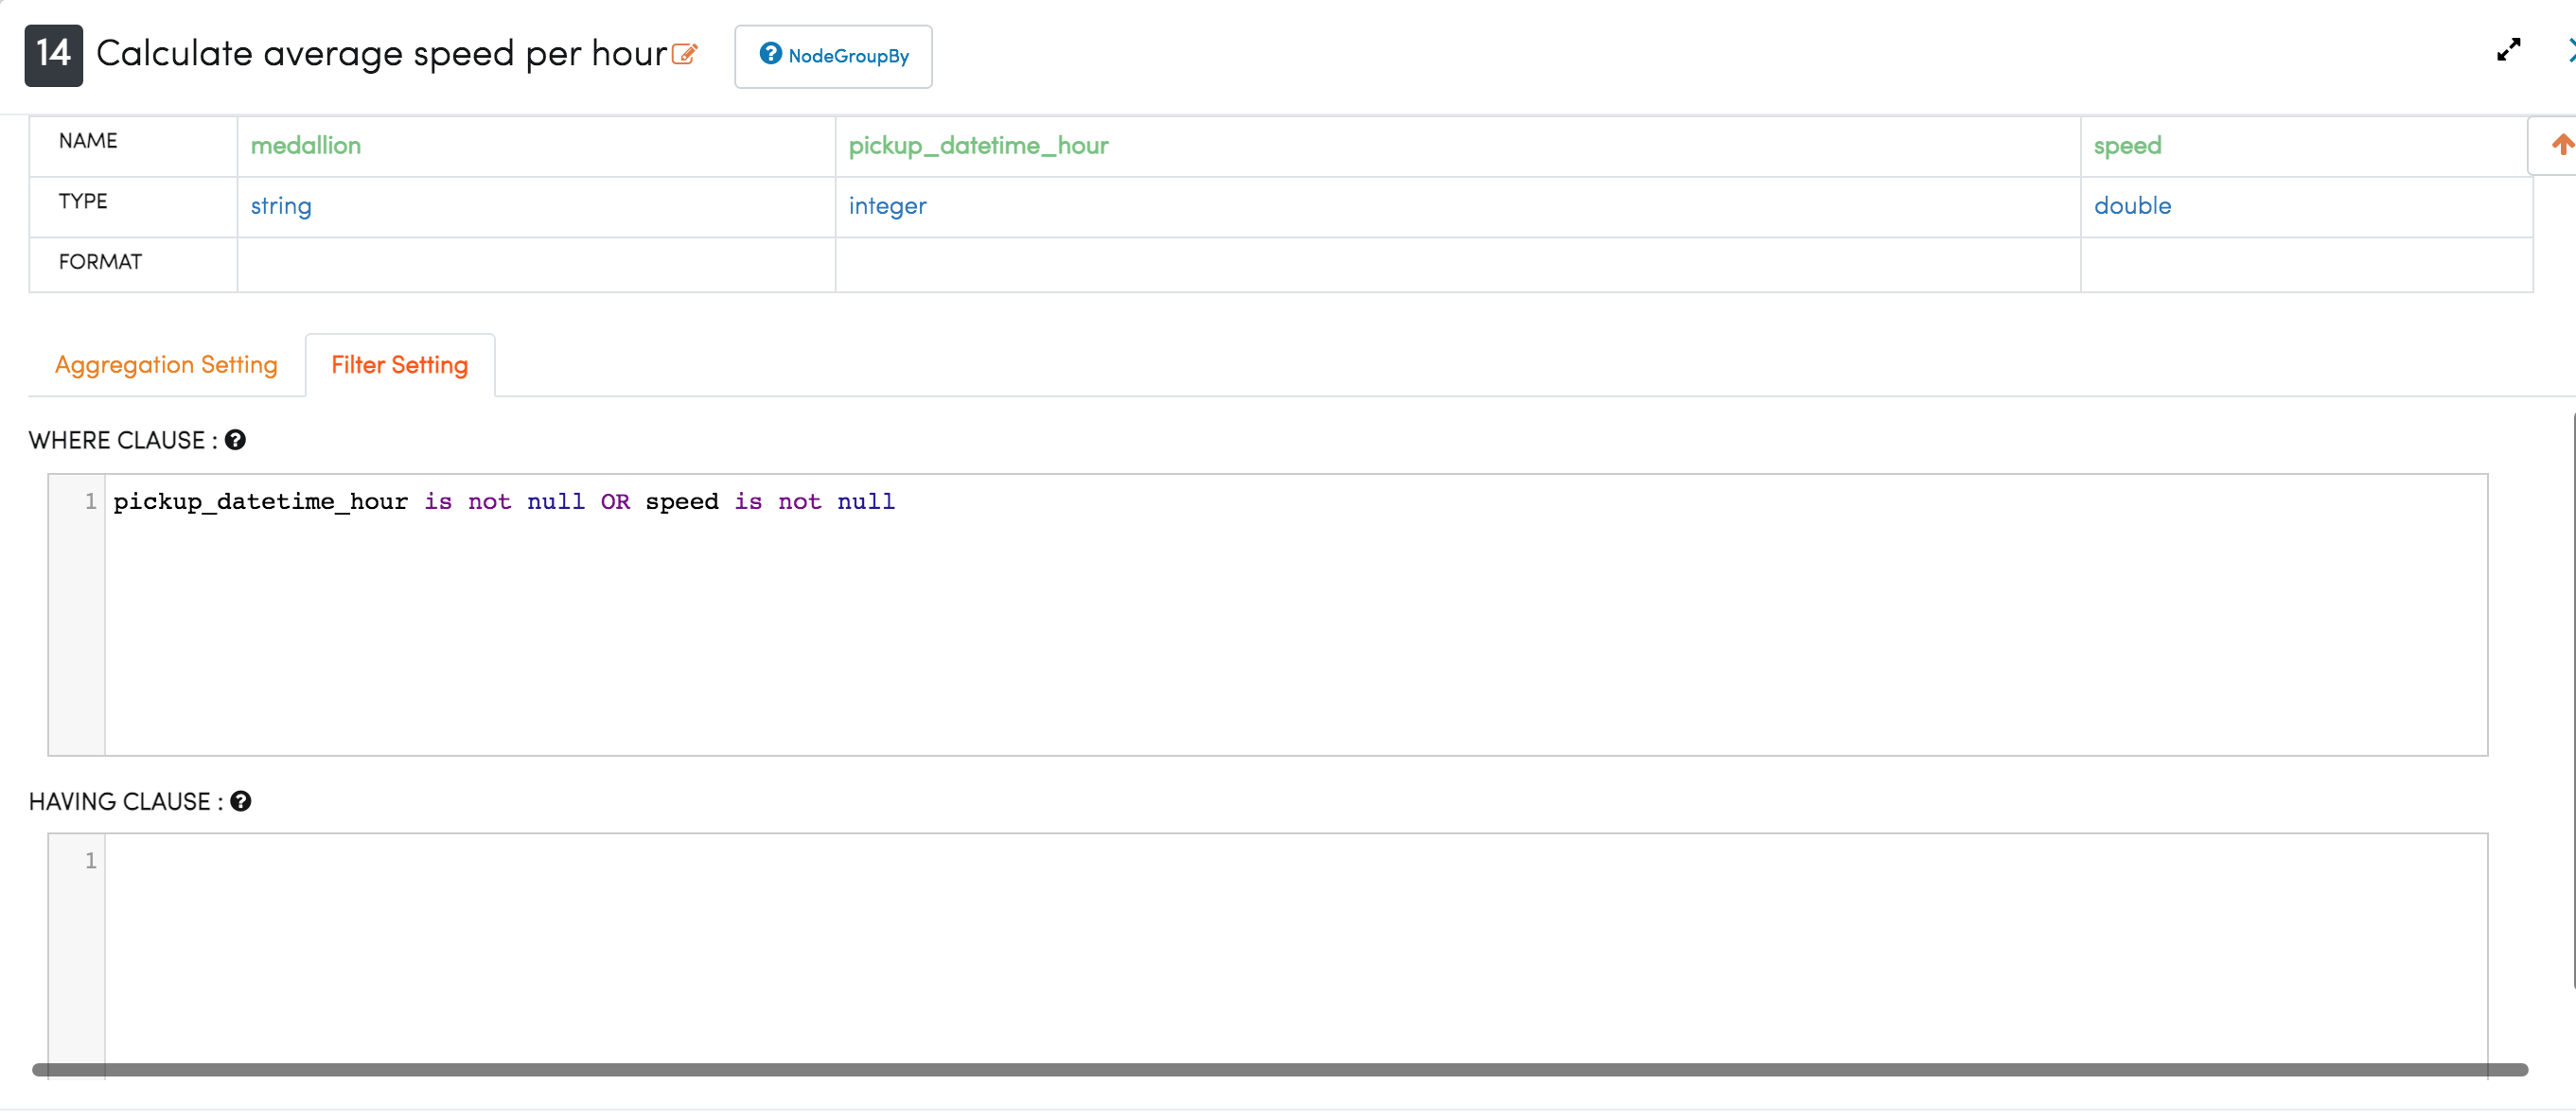 14 Calculate average speed per hour NodeGroupBy
NAME medallion pickup_datetime_hour speed
TYPE string integer double
FORMAT
Aggregation Setting Filter Setting
WHERE CLAUSE :
1 pickup_datetime_hour is not null OR speed is not null
HAVING CLAUSE :
1